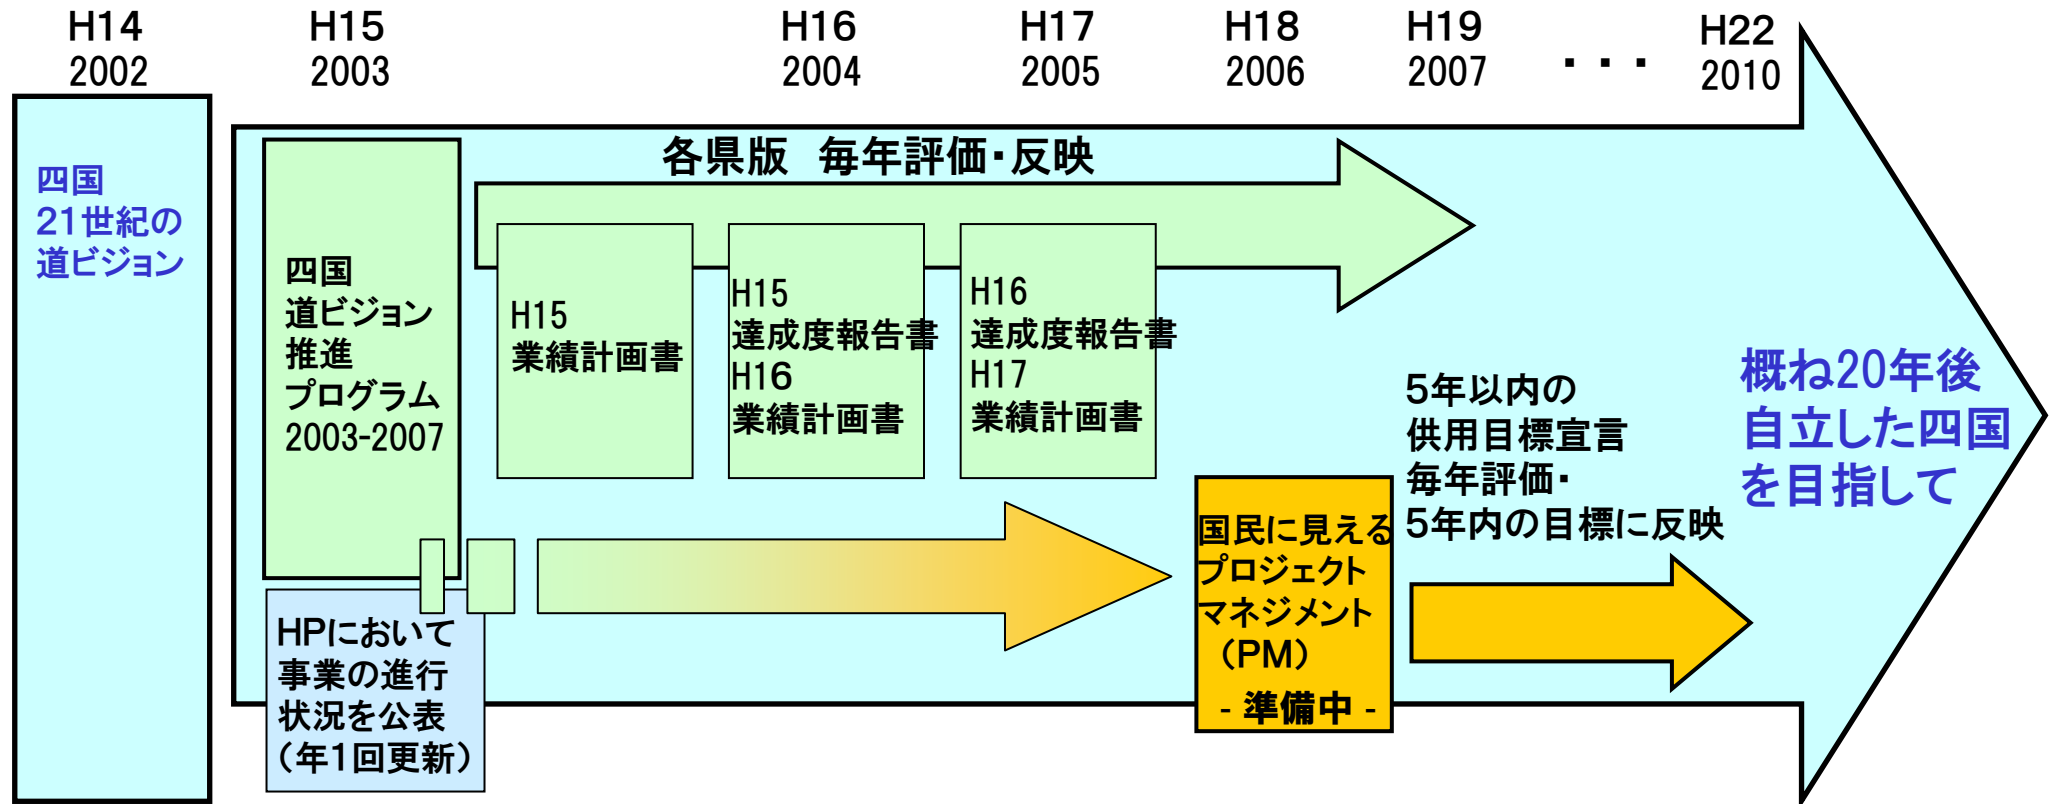 H14
2002
H15
2003
H16
2004
H17
2005
H18
2006
H19
2007
・・・
H22
2010
四国
21世紀の
道ビジョン
各県版 毎年評価・反映
四国
道ビジョン
推進
プログラム
2003-2007
H15
業績計画書
H15
達成度報告書
H16
業績計画書
H16
達成度報告書
H17
業績計画書
HPにおいて
事業の進行
状況を公表
(年1回更新)
国民に見える
プロジェクト
マネジメント
(PM)
- 準備中 -
5年以内の
供用目標宣言
毎年評価・
5年内の目標に反映
概ね20年後
自立した四国
を目指して